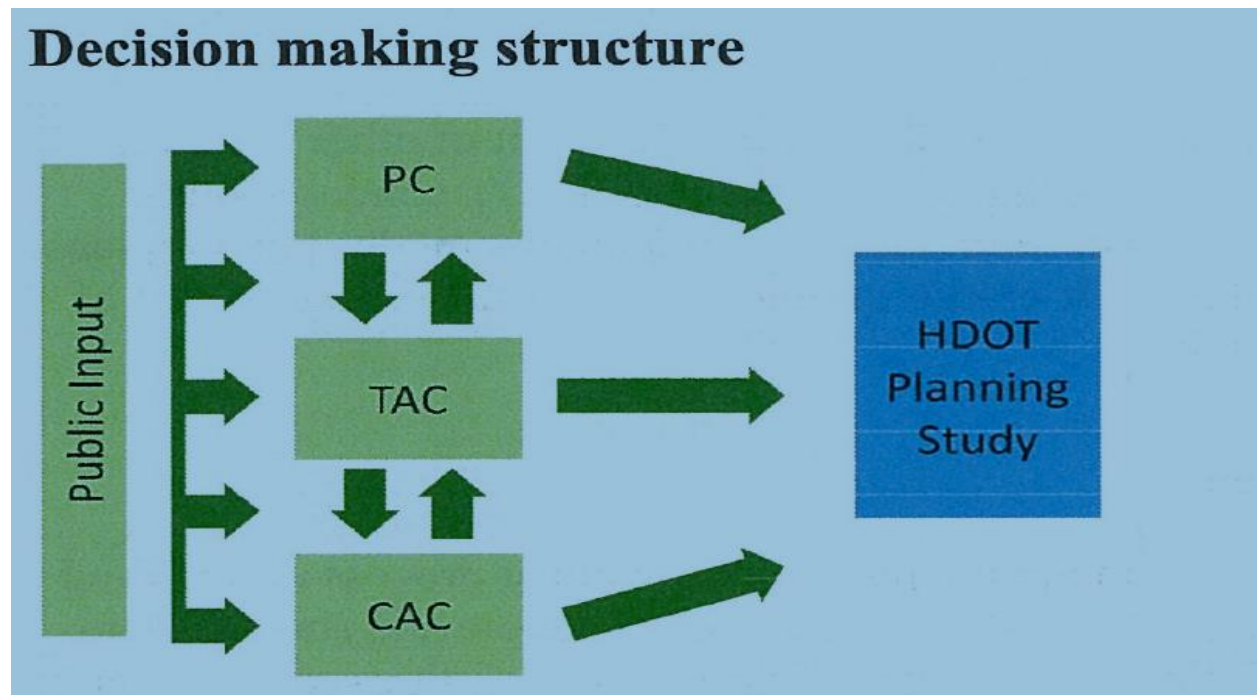 Decision making structure
Public Input
PC
TAC
CAC
HDOT
Planning
Study